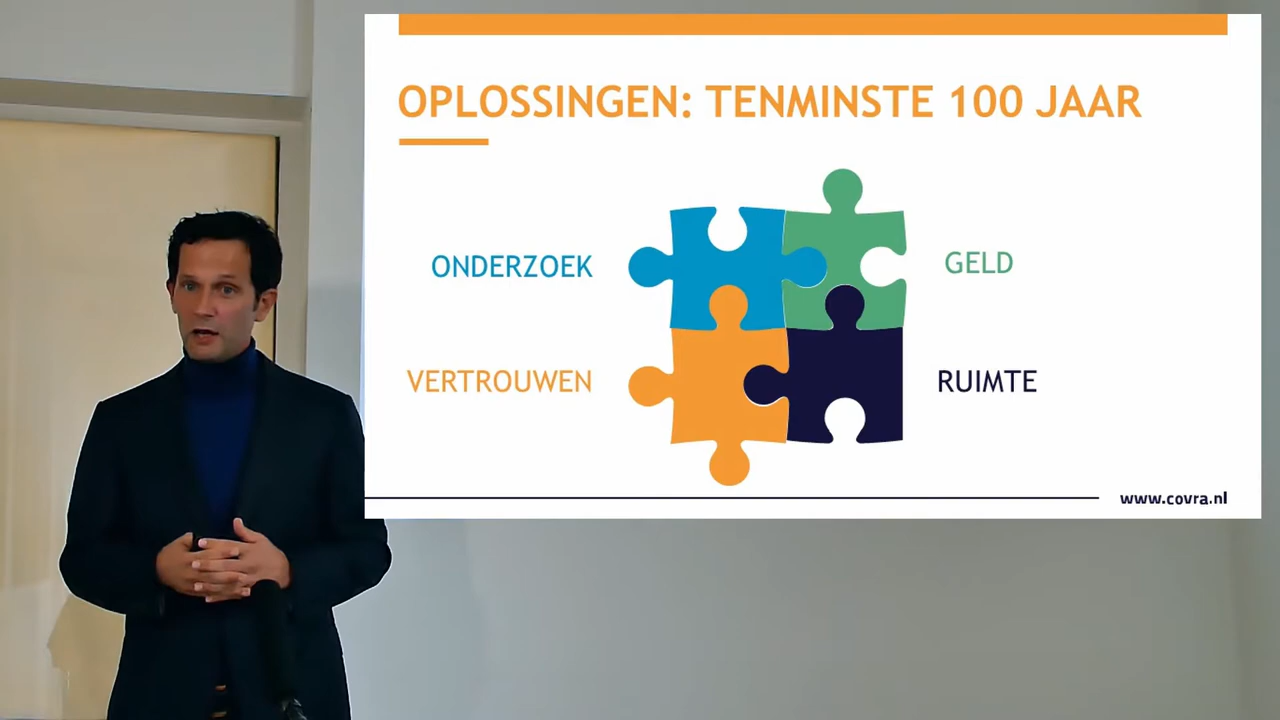 OPLOSSINGEN: TENMINSTE 100 JAAR
ONDERZOEK
GELD
VERTROUWEN
RUIMTE
www.covra.nl